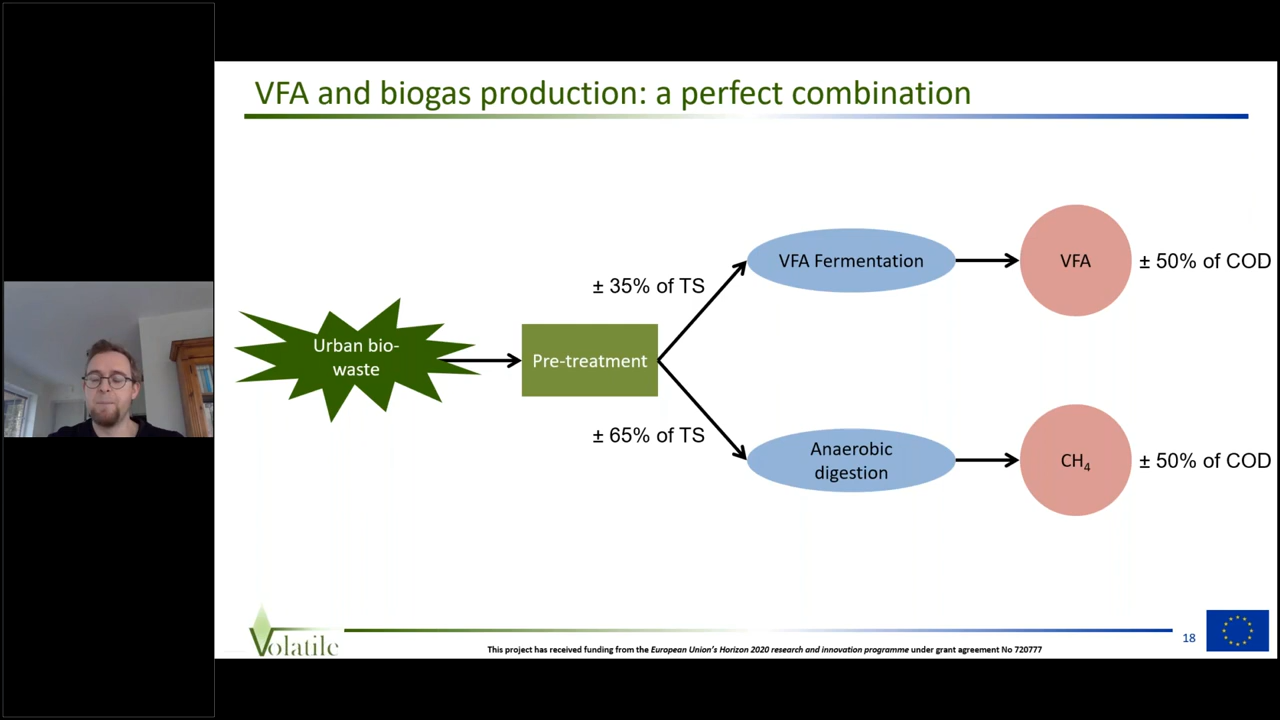 VFA and biogas production: a perfect combination
Urban bio-
waste
Pre-treatment
± 35% of TS
± 65% of TS
VFA Fermentation
VFA
± 50% of COD
Anaerobic
digestion
CH₄
± 50% of COD
Volatile
This project has received funding from the European Union's Horizon 2020 research and innovation programme under grant agreement No 720777
18